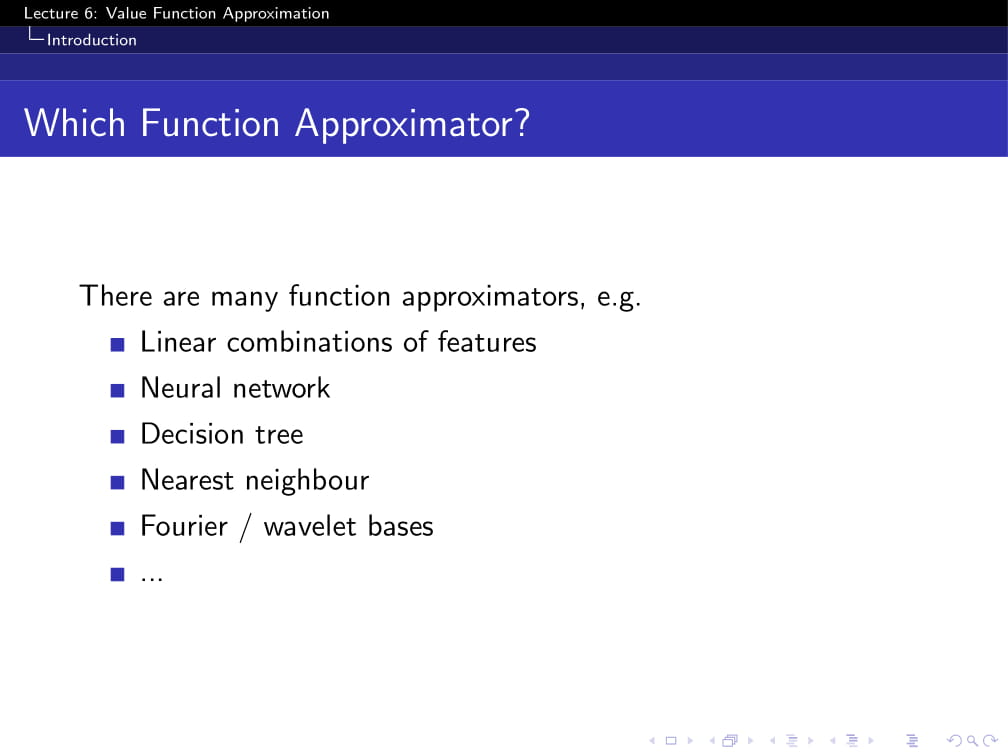 Lecture 6: Value Function Approximation
Introduction
Which Function Approximator?
There are many function approximators, e.g.
Linear combinations of features
Neural network
Decision tree
Nearest neighbour
Fourier / wavelet bases
...